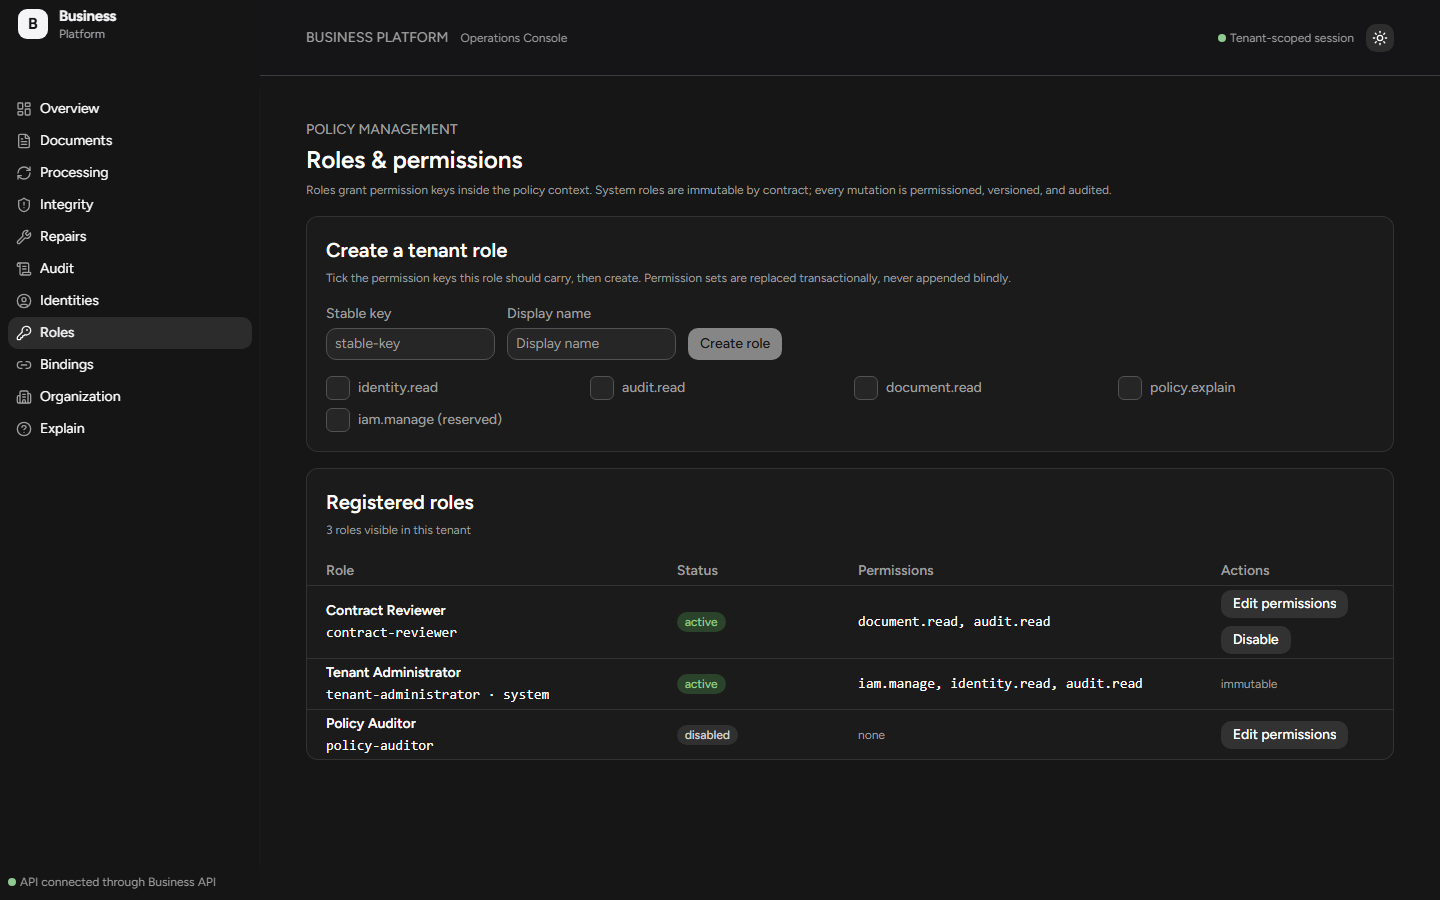 B
Business
Platform
BUSINESS PLATFORM Operations Console
Tenant-scoped session
Overview
Documents
Processing
Integrity
Repairs
Audit
Identities
Roles
Bindings
Organization
Explain
API connected through Business API
POLICY MANAGEMENT
Roles & permissions
Roles grant permission keys inside the policy context. System roles are immutable by contract; every mutation is permissioned, versioned, and audited.
Create a tenant role
Tick the permission keys this role should carry, then create. Permission sets are replaced transactionally, never appended blindly.
Stable key Display name
stable-key Display name Create role
identity.read audit.read document.read policy.explain
iam.manage (reserved)
Registered roles
3 roles visible in this tenant
Role Status Permissions Actions
Contract Reviewer
contract-reviewer
active
document.read, audit.read
Edit permissions
Disable
Tenant Administrator
tenant-administrator · system
active
iam.manage, identity.read, audit.read
immutable
Policy Auditor
policy-auditor
disabled
none
Edit permissions